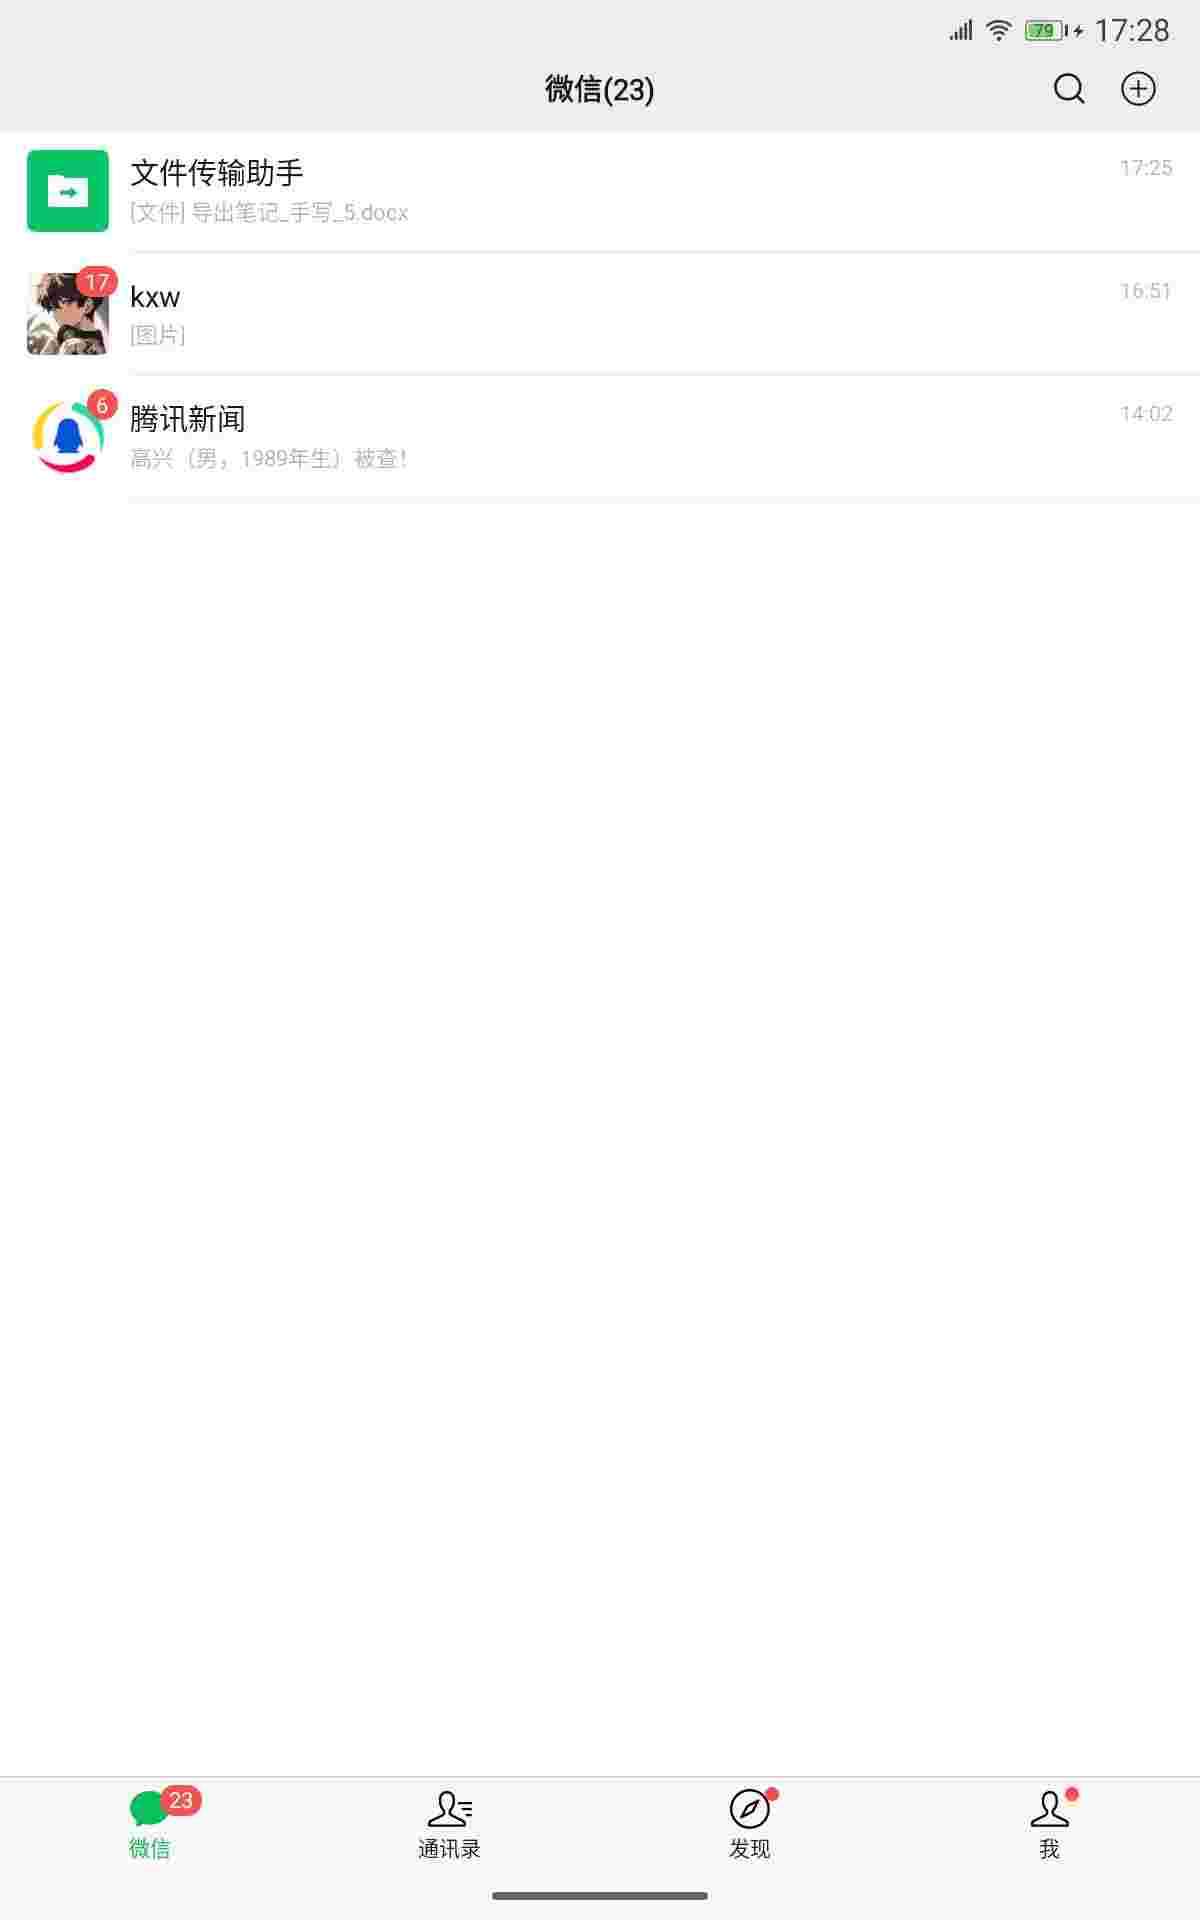 79 17:28
微信(23)
文件传输助手 17:25
[文件] 导出笔记_手写_5.docx
17
kxw 16:51
[图片]
6
腾讯新闻 14:02
高兴（男，1989年生）被查！
23
微信 通讯录 发现 我